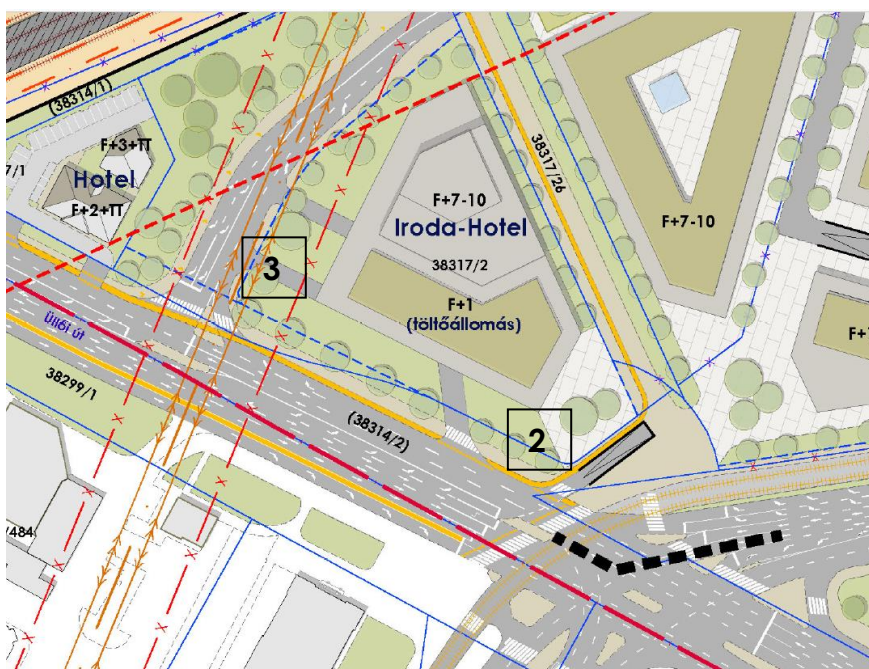 (38314/1)
F+3+TT
7/1
Hotel
F+2+TT
38317/26
F+7-10
Iroda-Hotel
38317/2
F+7-10
F+1
(töltőállomás)
F+
3
Üllői út
38299/1
(38314/2)
2
/484